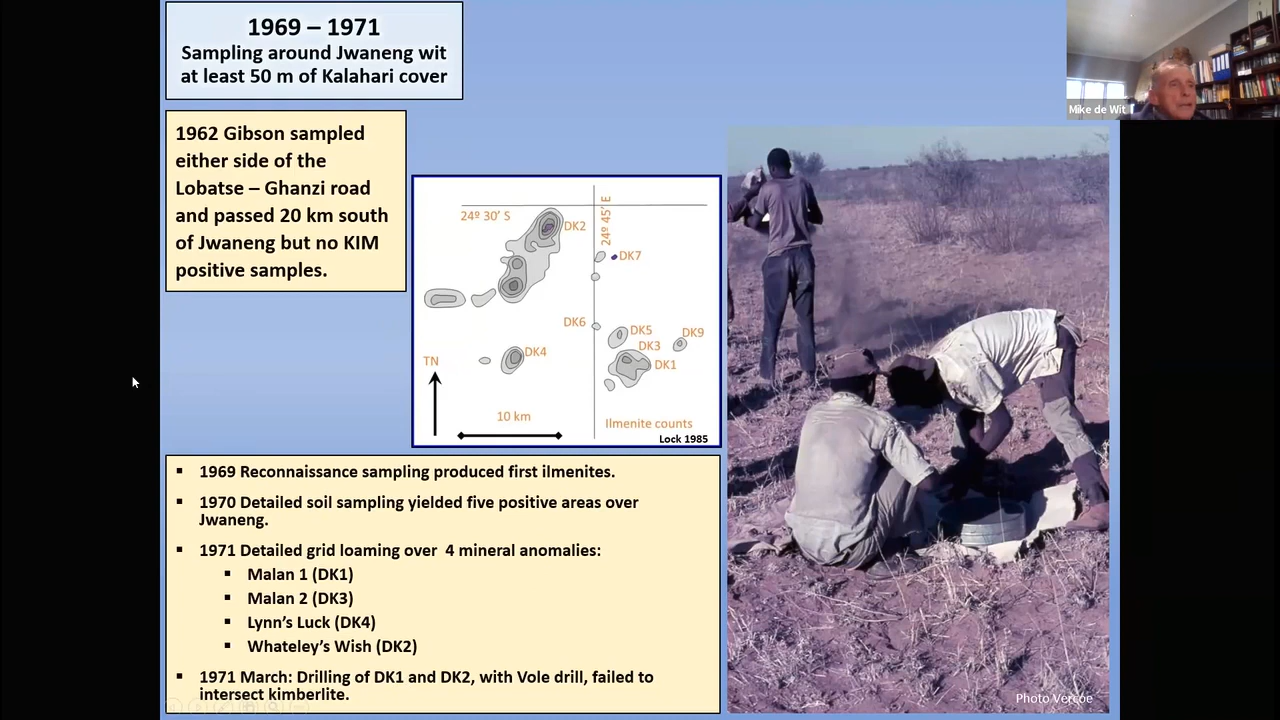 1969 – 1971
Sampling around Jwaneng wit
at least 50 m of Kalahari cover
Mike de Wit
1962 Gibson sampled
either side of the
Lobatse – Ghanzi road
and passed 20 km south
of Jwaneng but no KIM
positive samples.
24º 30’ S
24º 45’ E
DK2
DK7
DK6
DK5
DK9
DK3
DK4
DK1
TN
10 km
Ilmenite counts
Lock 1985
▪ 1969 Reconnaissance sampling produced first ilmenites.
▪ 1970 Detailed soil sampling yielded five positive areas over
Jwaneng.
▪ 1971 Detailed grid loaming over 4 mineral anomalies:
▪ Malan 1 (DK1)
▪ Malan 2 (DK3)
▪ Lynn’s Luck (DK4)
▪ Whateley’s Wish (DK2)
▪ 1971 March: Drilling of DK1 and DK2, with Vole drill, failed to
intersect kimberlite.
Photo Vercoe